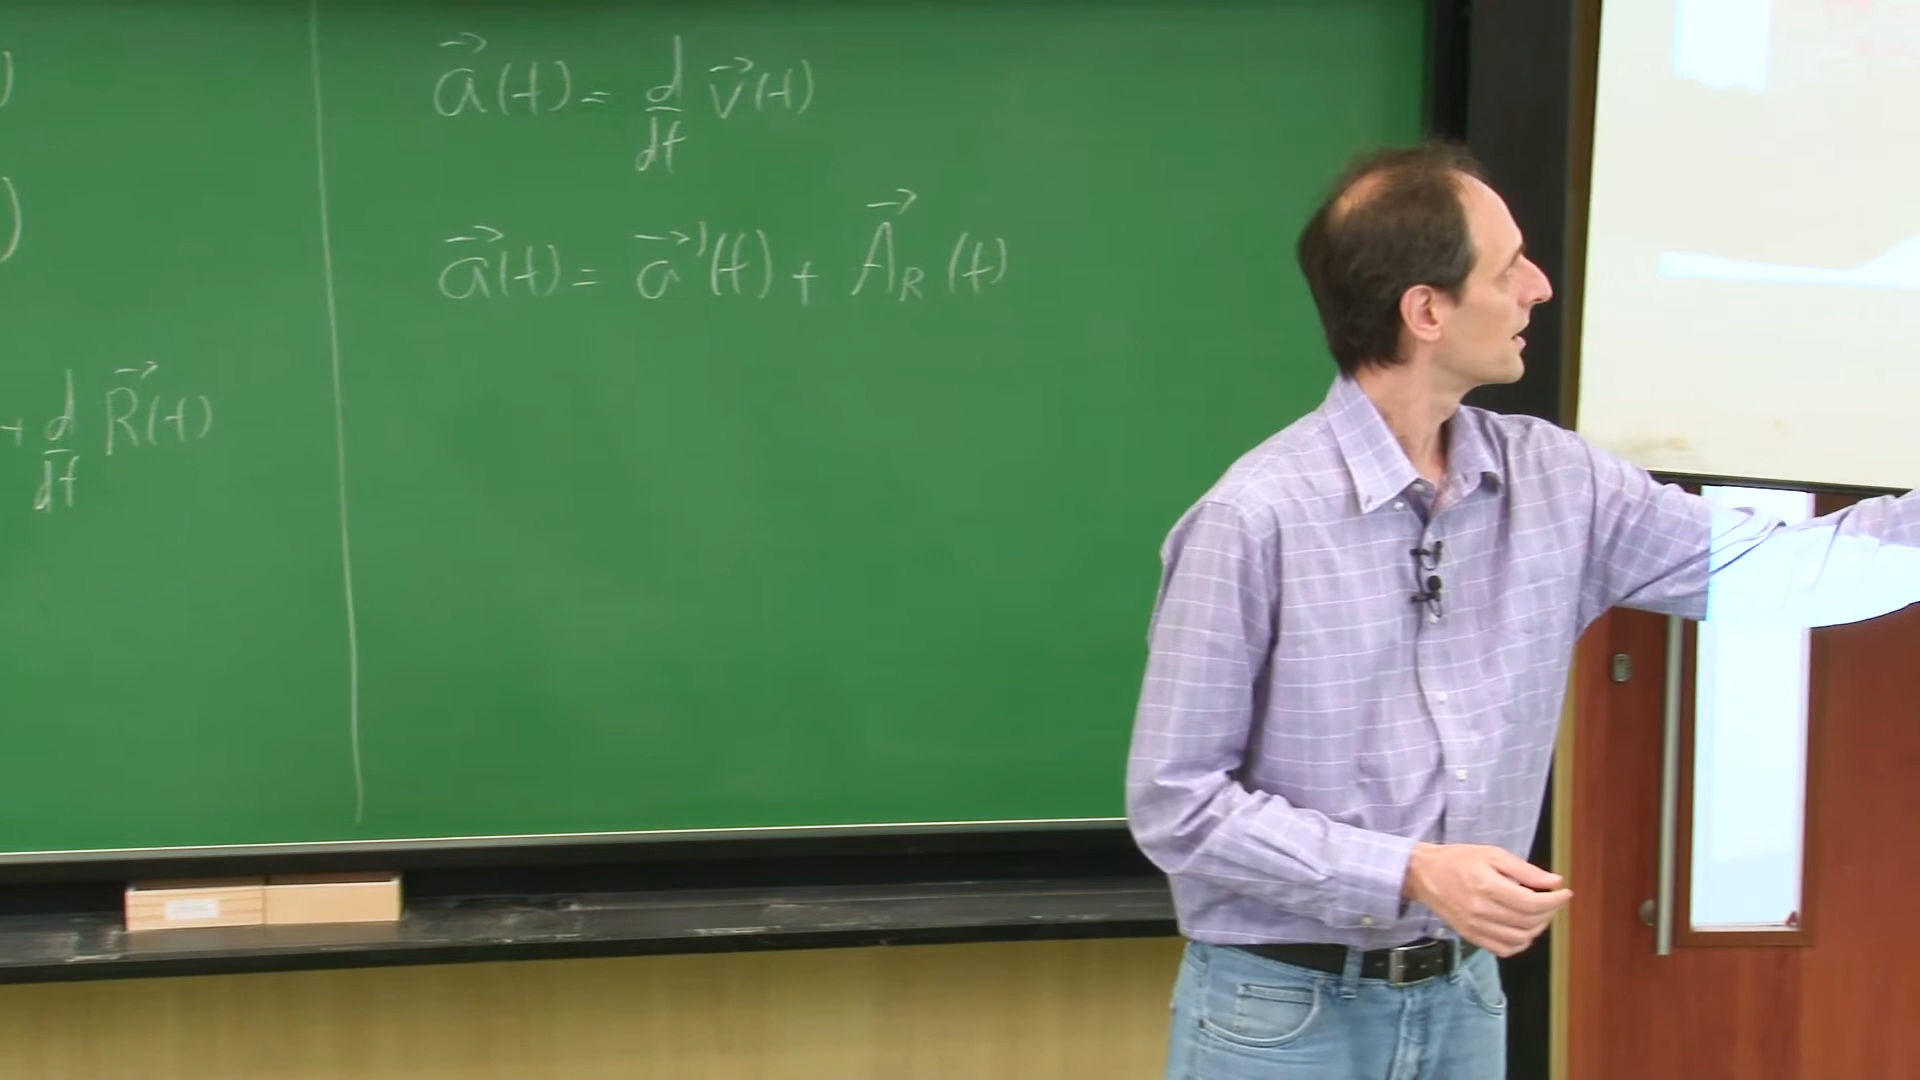 )
)
+ d/dt R⃗(t)
a⃗(t) = d/dt v⃗(t)
a⃗(t) = a⃗'(t) + A⃗_R (t)